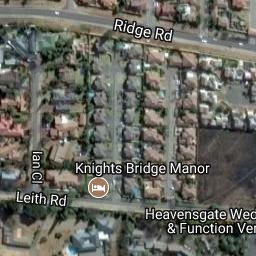 Ridge Rd
Ian Cl
Knights Bridge Manor
Leith Rd
Heavensgate Wed
& Function Ver